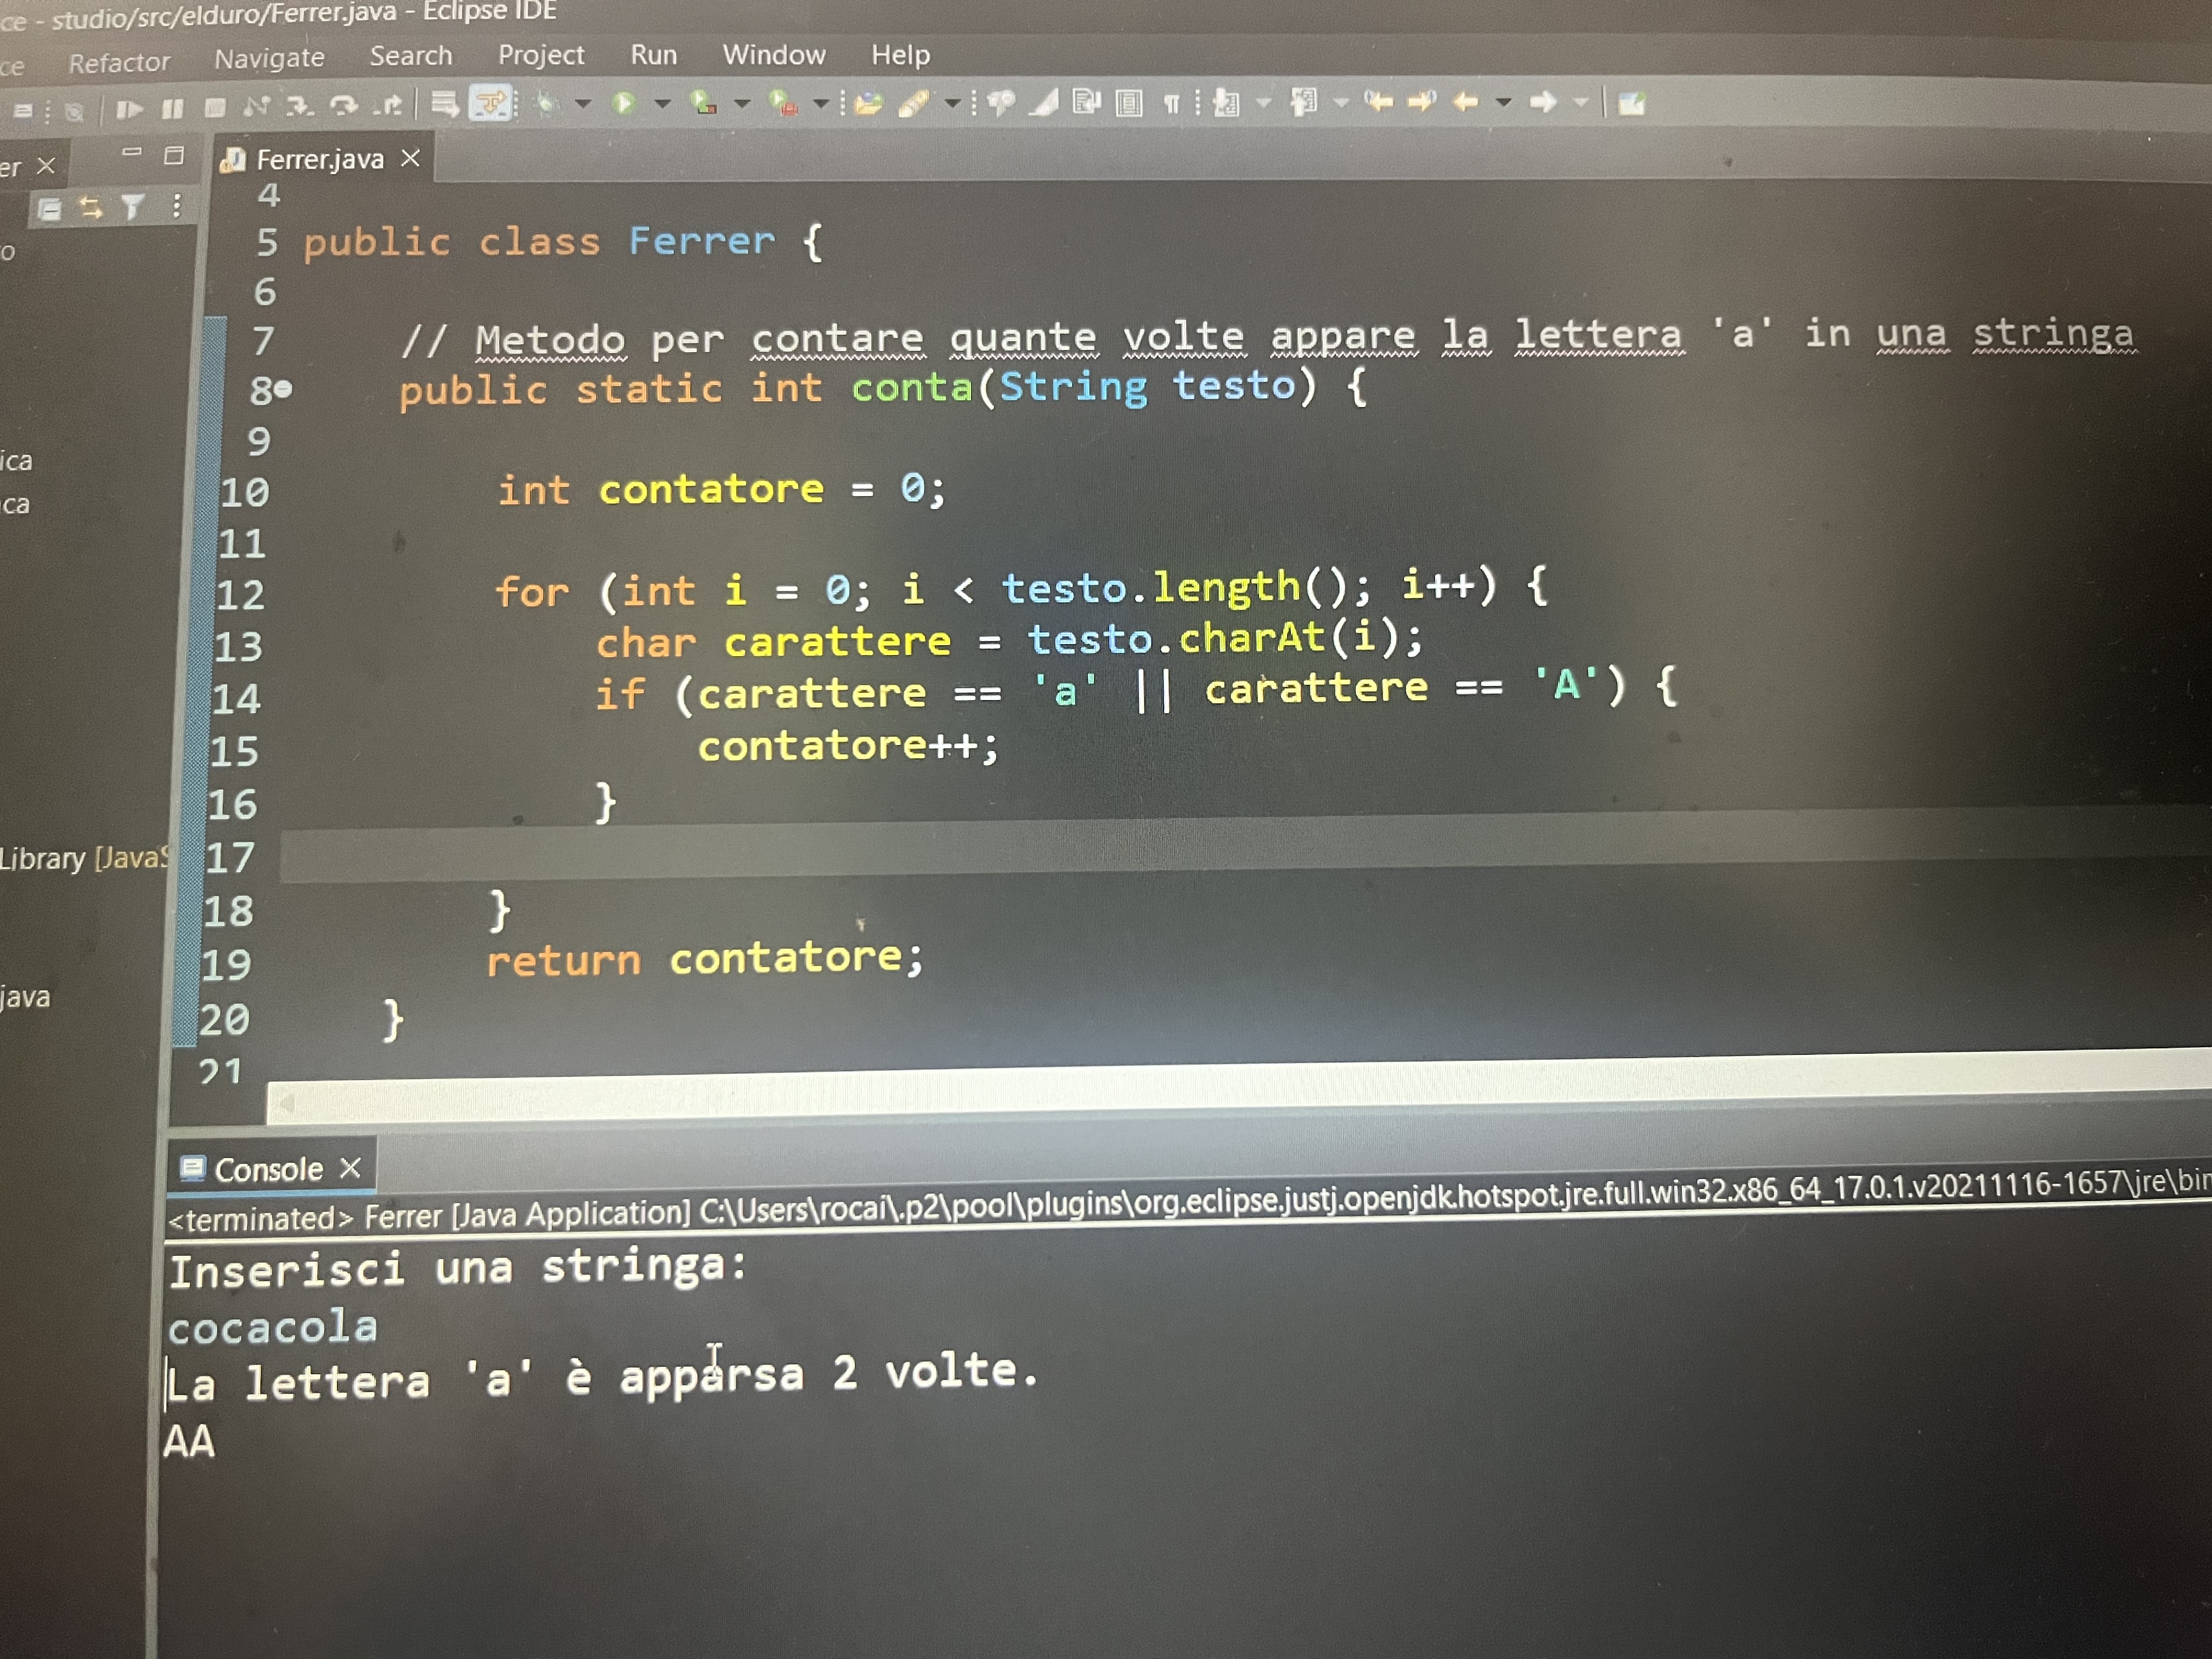 ce - studio/src/elduro/Ferrer.java - Eclipse IDE
ce Refactor Navigate Search Project Run Window Help
er
Ferrer.java
4
5 public class Ferrer {
6
7 // Metodo per contare quante volte appare la lettera 'a' in una stringa
8 public static int conta(String testo) {
9
10 int contatore = 0;
11
12 for (int i = 0; i < testo.length(); i++) {
13 char carattere = testo.charAt(i);
14 if (carattere == 'a' || carattere == 'A') {
15 contatore++;
16 }
17
18 }
19 return contatore;
20 }
21
o
ica
ca
Library [JavaS
java
Console
<terminated> Ferrer [Java Application] C:\Users\rocai\.p2\pool\plugins\org.eclipse.justj.openjdk.hotspot.jre.full.win32.x86_64_17.0.1.v20211116-1657\jre\bin
Inserisci una stringa:
cocacola
La lettera 'a' è apparsa 2 volte.
AA